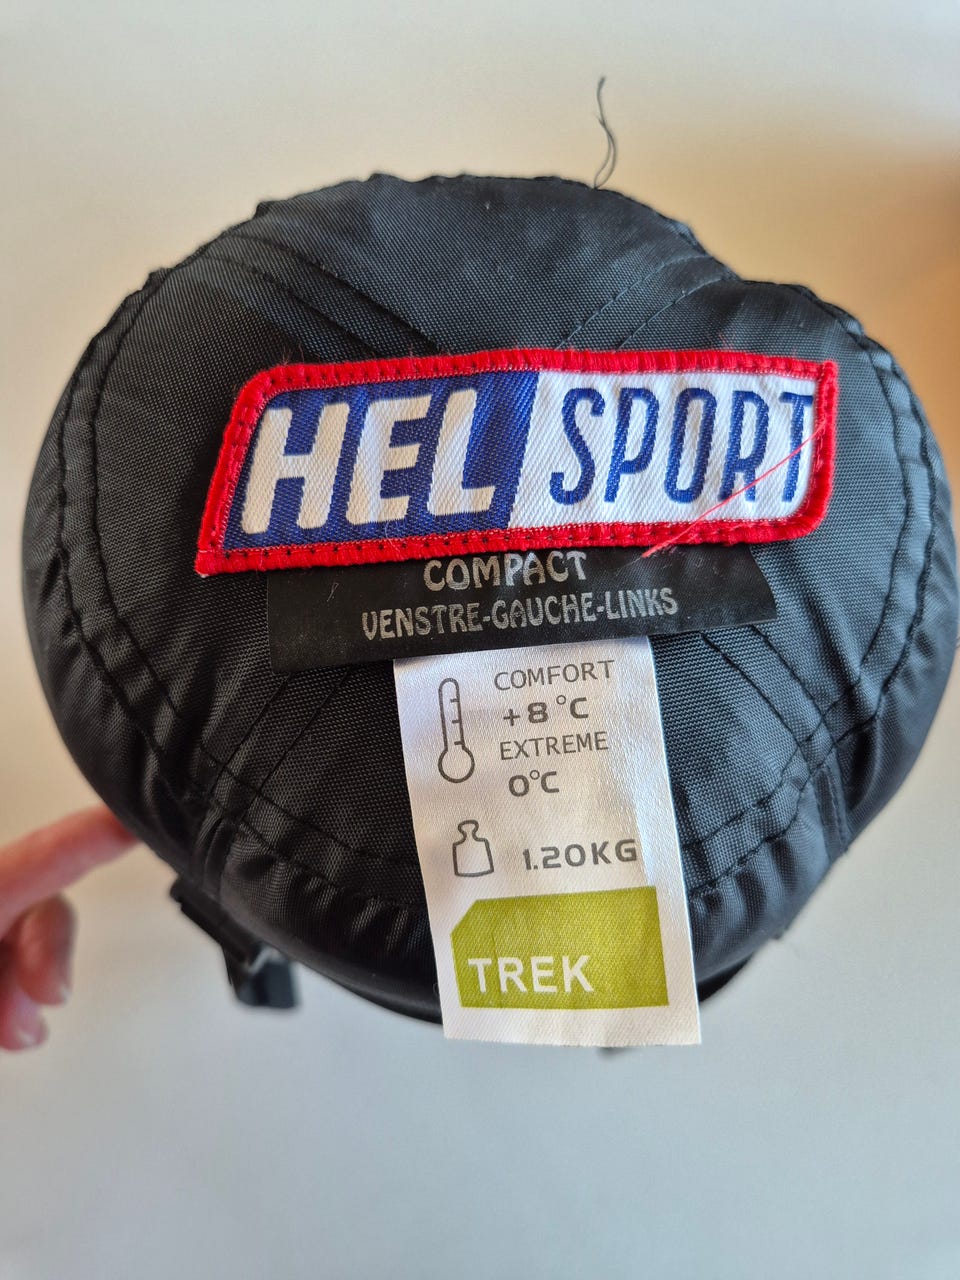 HEL SPORT
COMPACT
VENSTRE-GAUCHE-LINKS
COMFORT
+8°C
EXTREME
0°C
1.20KG
TREK